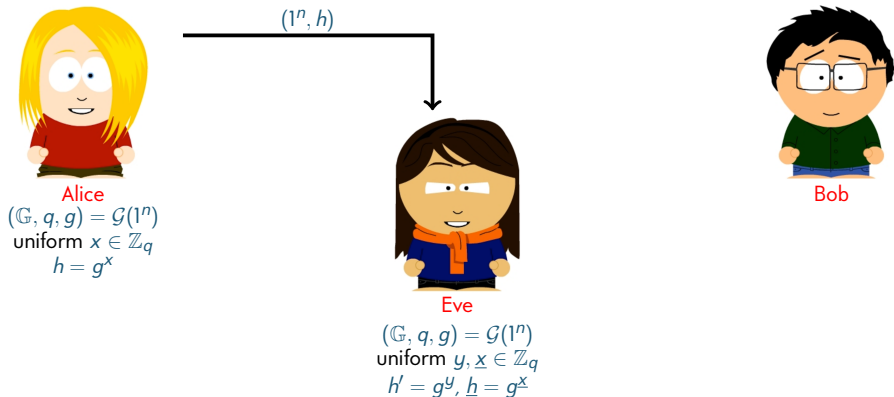 (1ⁿ, h)
Alice
(𝔾, q, g) = 𝒢(1ⁿ)
uniform x ∈ ℤ_q
h = gˣ
Bob
Eve
(𝔾, q, g) = 𝒢(1ⁿ)
uniform y, x̲ ∈ ℤ_q
h′ = gʸ, h̲ = g^x̲